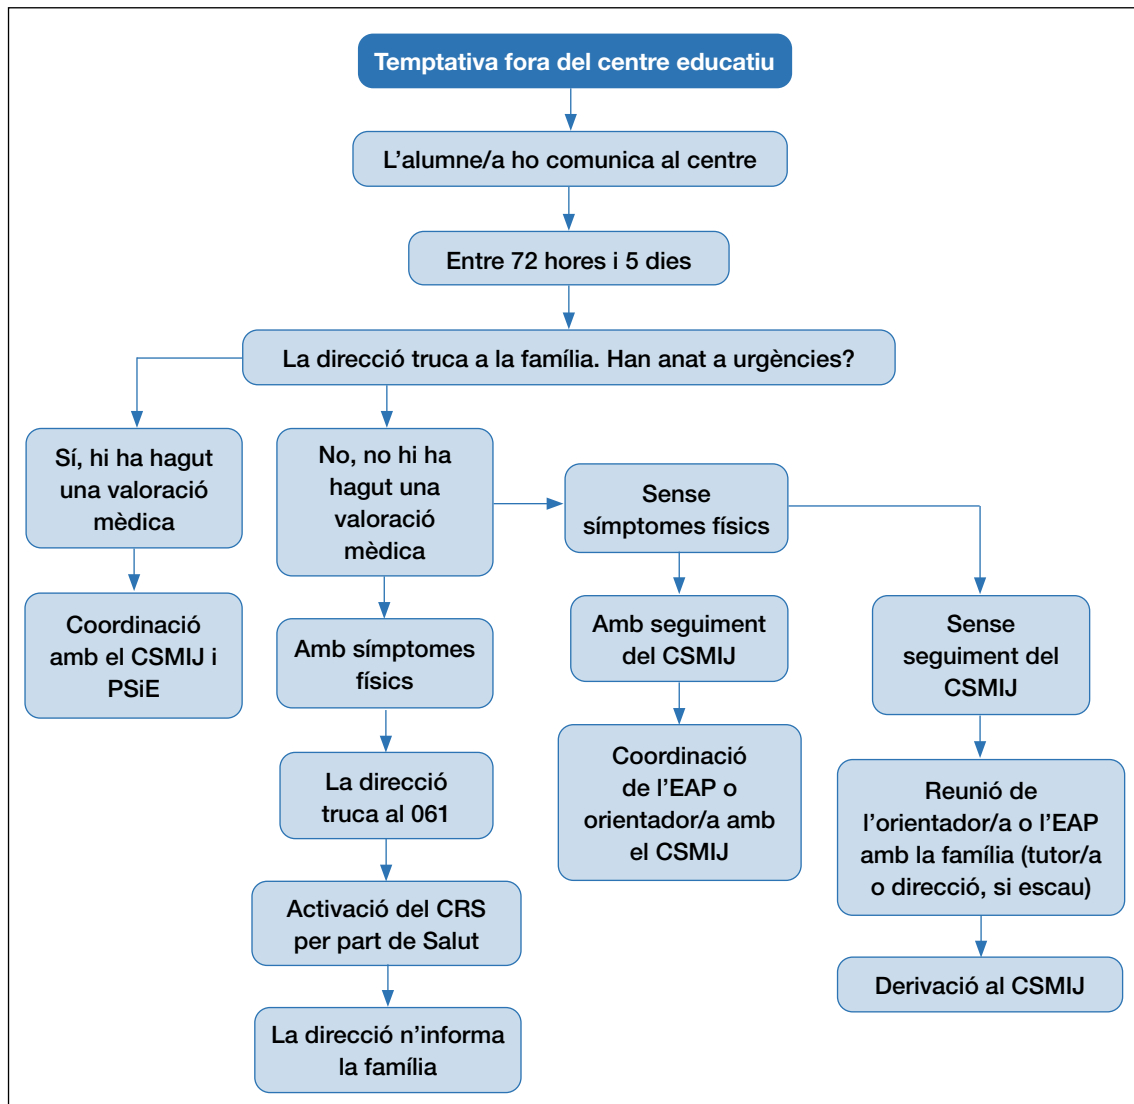 Temptativa fora del centre educatiu
L'alumne/a ho comunica al centre
Entre 72 hores i 5 dies
La direcció truca a la família. Han anat a urgències?
Sí, hi ha hagut
una valoració
mèdica
No, no hi ha
hagut una
valoració
mèdica
Sense
símptomes físics
Coordinació
amb el CSMIJ i
PSiE
Amb símptomes
físics
Amb seguiment
del CSMIJ
Sense
seguiment del
CSMIJ
La direcció
truca al 061
Coordinació
de l'EAP o
orientador/a amb
el CSMIJ
Reunió de
l'orientador/a o l'EAP
amb la família (tutor/a
o direcció, si escau)
Activació del CRS
per part de Salut
Derivació al CSMIJ
La direcció n'informa
la família